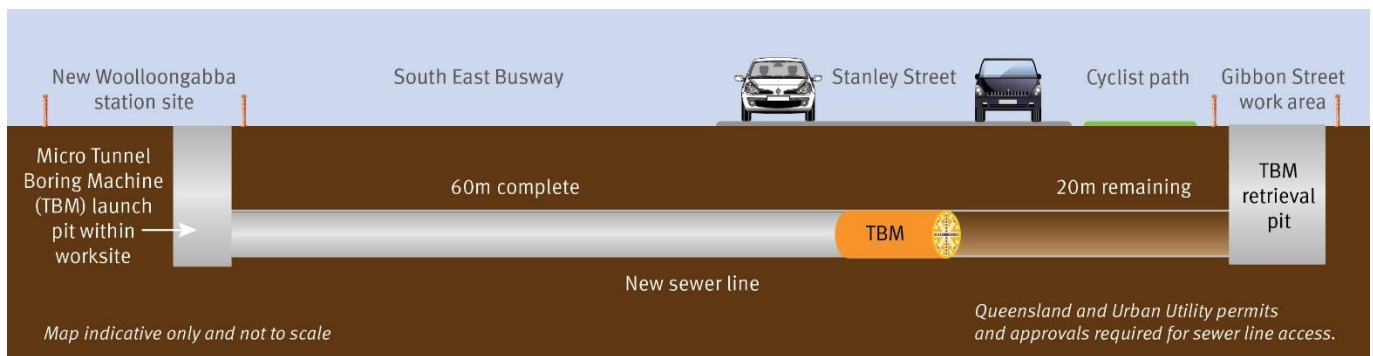 New Woolloongabba
station site
South East Busway
Stanley Street
Cyclist path
Gibbon Street
work area
Micro Tunnel
Boring Machine
(TBM) launch
pit within
worksite
60m complete
20m remaining
TBM
retrieval
pit
TBM
New sewer line
Map indicative only and not to scale
Queensland and Urban Utility permits
and approvals required for sewer line access.